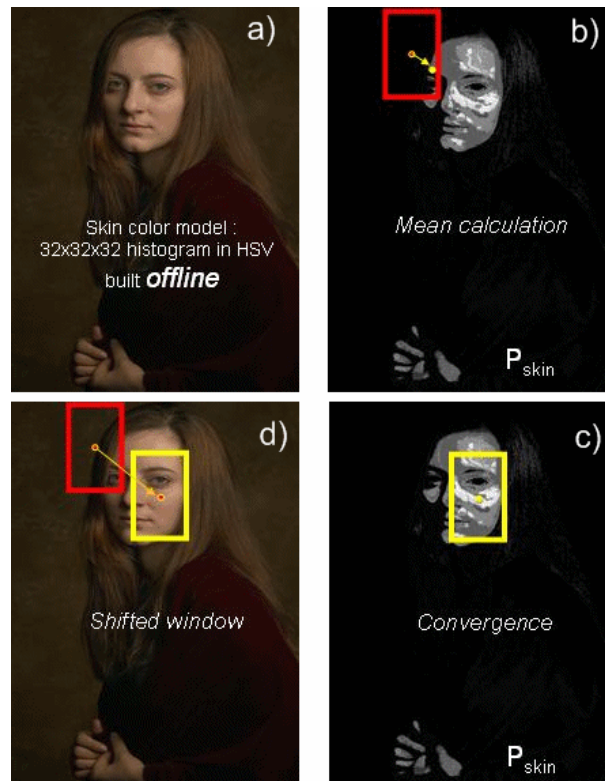 a)
Skin color model :
32x32x32 histogram in HSV
built offline
b)
Mean calculation
Pskin
d)
Shifted window
c)
Convergence
Pskin